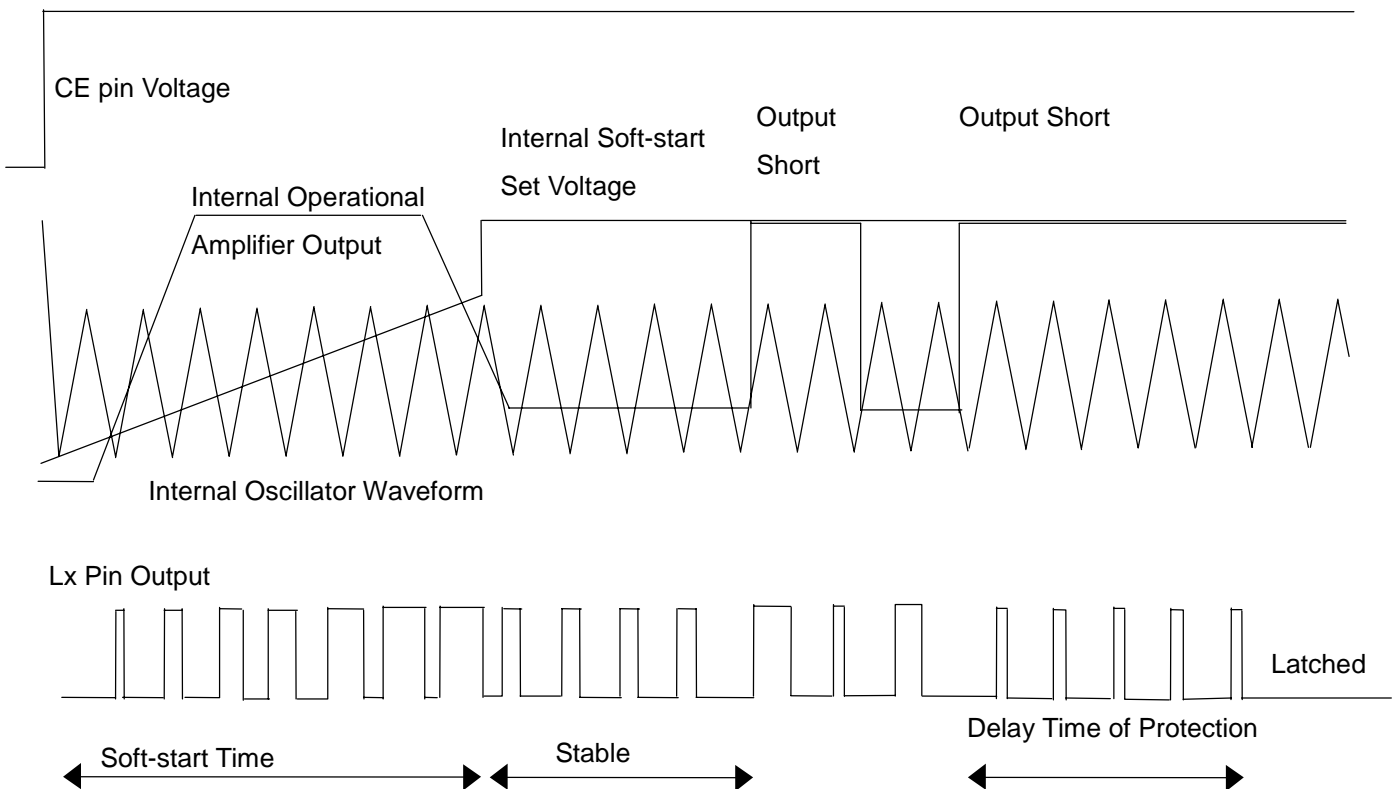 CE pin Voltage
Internal Soft-start
Set Voltage
Output
Short
Output Short
Internal Operational
Amplifier Output
Internal Oscillator Waveform
Lx Pin Output
Latched
Soft-start Time
Stable
Delay Time of Protection